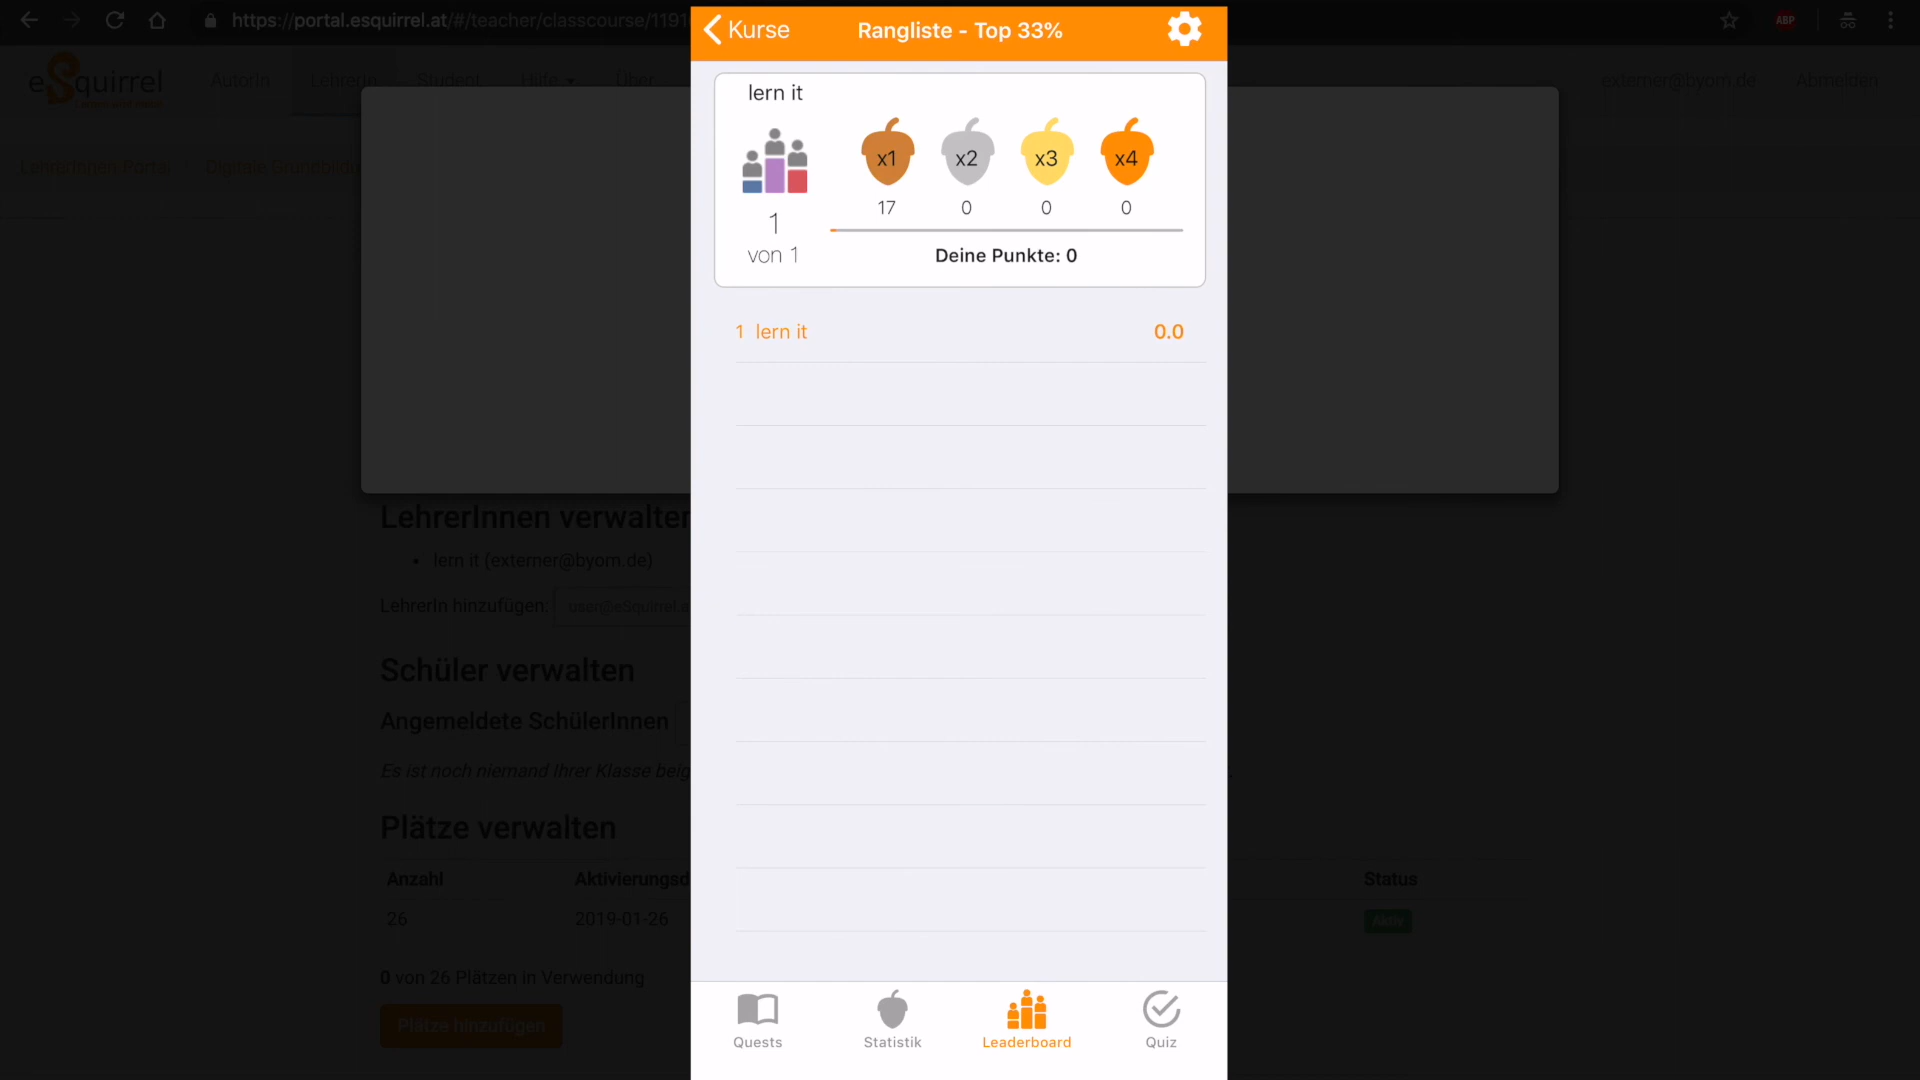 https://portal.esquirrel.at/#/teacher/classcourse/1191
ABP
eSquirrel
AutorIn
LehrerIn
Student
Hilfe
Über
externer@byom.de
Abmelden
LehrerInnen-Portal
Kurse
Rangliste - Top 33%
lern it
x1
x2
x3
x4
17
0
0
0
1
von 1
Deine Punkte: 0
1 lern it
0.0
LehrerInnen verwalten
lern it (externer@byom.de)
LehrerIn hinzufügen:
Schüler verwalten
Angemeldete SchülerInnen
Es ist noch niemand Ihrer Klasse beig
Plätze verwalten
Anzahl
Aktivierungsd
Status
26
2019-01-26
Aktiv
0 von 26 Plätzen in Verwendung
Plätze hinzufügen
Quests
Statistik
Leaderboard
Quiz